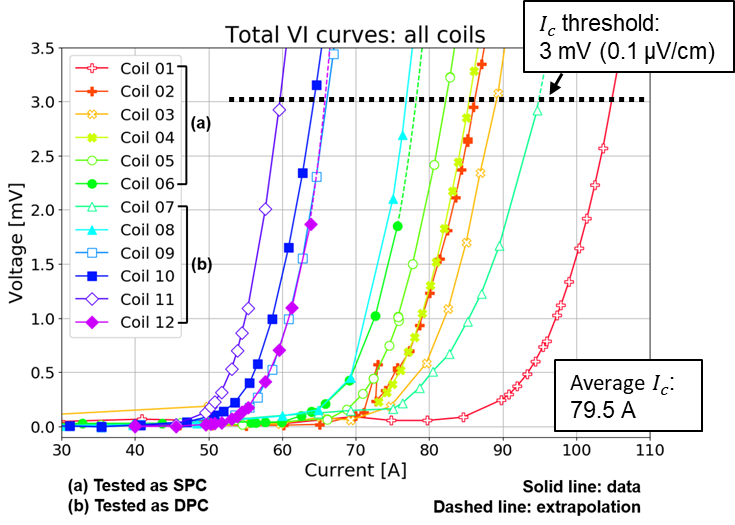 Total VI curves: all coils
I_c threshold:
3 mV (0.1 µV/cm)
Voltage [mV]
3.5
3.0
2.5
2.0
1.5
1.0
0.5
0.0
Coil 01
Coil 02
Coil 03
Coil 04
Coil 05
Coil 06
(a)
Coil 07
Coil 08
Coil 09
Coil 10
Coil 11
Coil 12
(b)
Average I_c:
79.5 A
30 40 50 60 70 80 90 100 110
Current [A]
(a) Tested as SPC
(b) Tested as DPC
Solid line: data
Dashed line: extrapolation